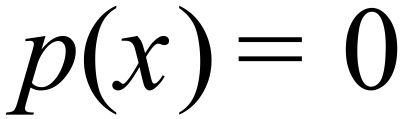 p(x) = 0